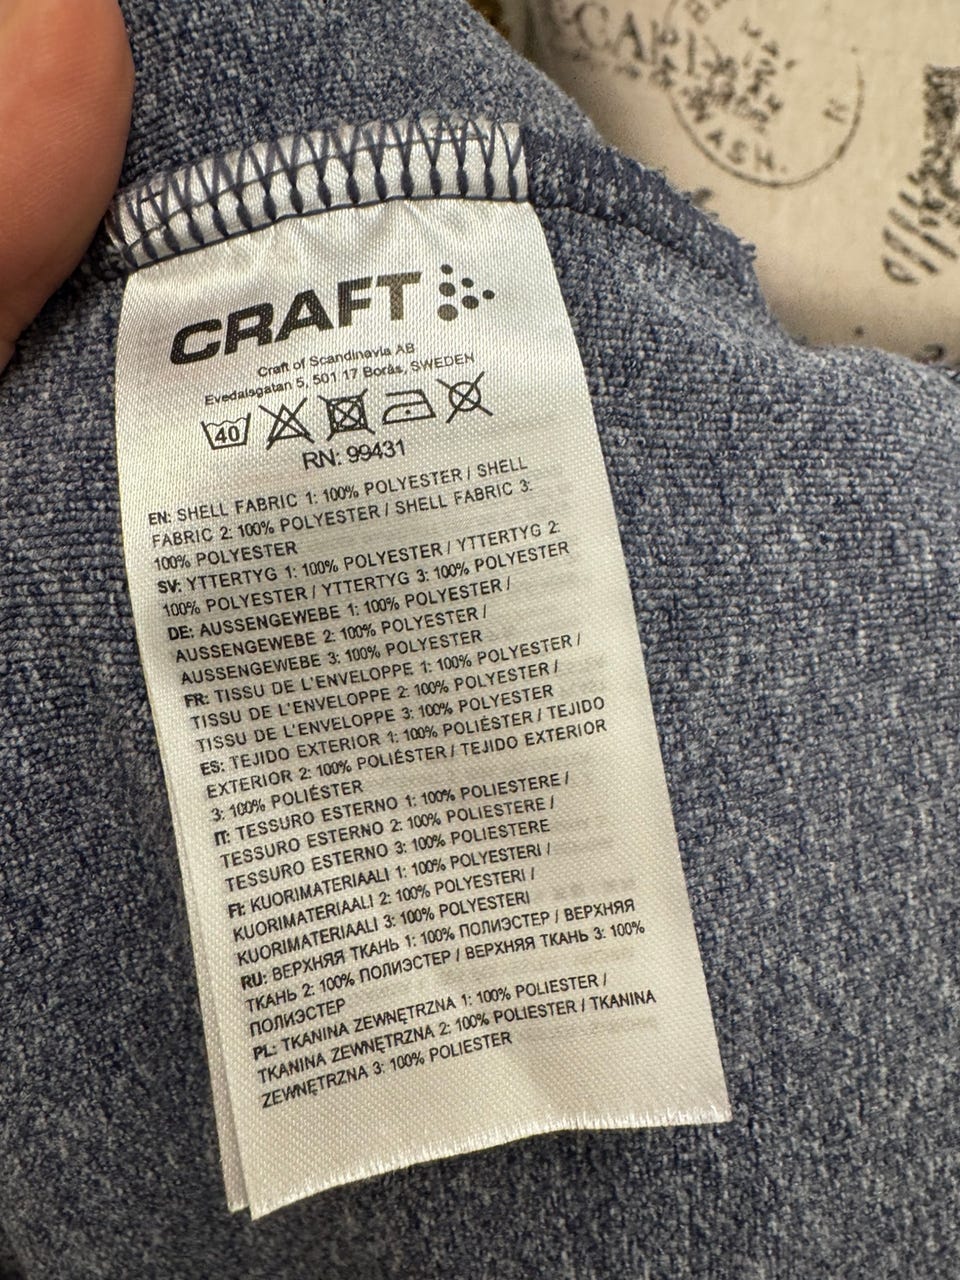 CRAFT
Craft of Scandinavia AB
Evedalsgatan 5, 501 17 Borås, SWEDEN
40
RN: 99431
EN: SHELL FABRIC 1: 100% POLYESTER / SHELL
FABRIC 2: 100% POLYESTER / SHELL FABRIC 3:
100% POLYESTER
SV: YTTERTYG 1: 100% POLYESTER / YTTERTYG 2:
100% POLYESTER / YTTERTYG 3: 100% POLYESTER
DE: AUSSENGEWEBE 1: 100% POLYESTER /
AUSSENGEWEBE 2: 100% POLYESTER /
AUSSENGEWEBE 3: 100% POLYESTER
FR: TISSU DE L'ENVELOPPE 1: 100% POLYESTER /
TISSU DE L'ENVELOPPE 2: 100% POLYESTER /
TISSU DE L'ENVELOPPE 3: 100% POLYESTER
ES: TEJIDO EXTERIOR 1: 100% POLIÉSTER / TEJIDO
EXTERIOR 2: 100% POLIÉSTER / TEJIDO EXTERIOR
3: 100% POLIÉSTER
IT: TESSURO ESTERNO 1: 100% POLIESTERE /
TESSURO ESTERNO 2: 100% POLIESTERE /
TESSURO ESTERNO 3: 100% POLIESTERE
FI: KUORIMATERIAALI 1: 100% POLYESTERI /
KUORIMATERIAALI 2: 100% POLYESTERI /
KUORIMATERIAALI 3: 100% POLYESTERI
RU: ВЕРХНЯЯ ТКАНЬ 1: 100% ПОЛИЭСТЕР / ВЕРХНЯЯ
ТКАНЬ 2: 100% ПОЛИЭСТЕР / ВЕРХНЯЯ ТКАНЬ 3: 100%
ПОЛИЭСТЕР
PL: TKANINA ZEWNĘTRZNA 1: 100% POLIESTER /
TKANINA ZEWNĘTRZNA 2: 100% POLIESTER / TKANINA
ZEWNĘTRZNA 3: 100% POLIESTER
WASH.